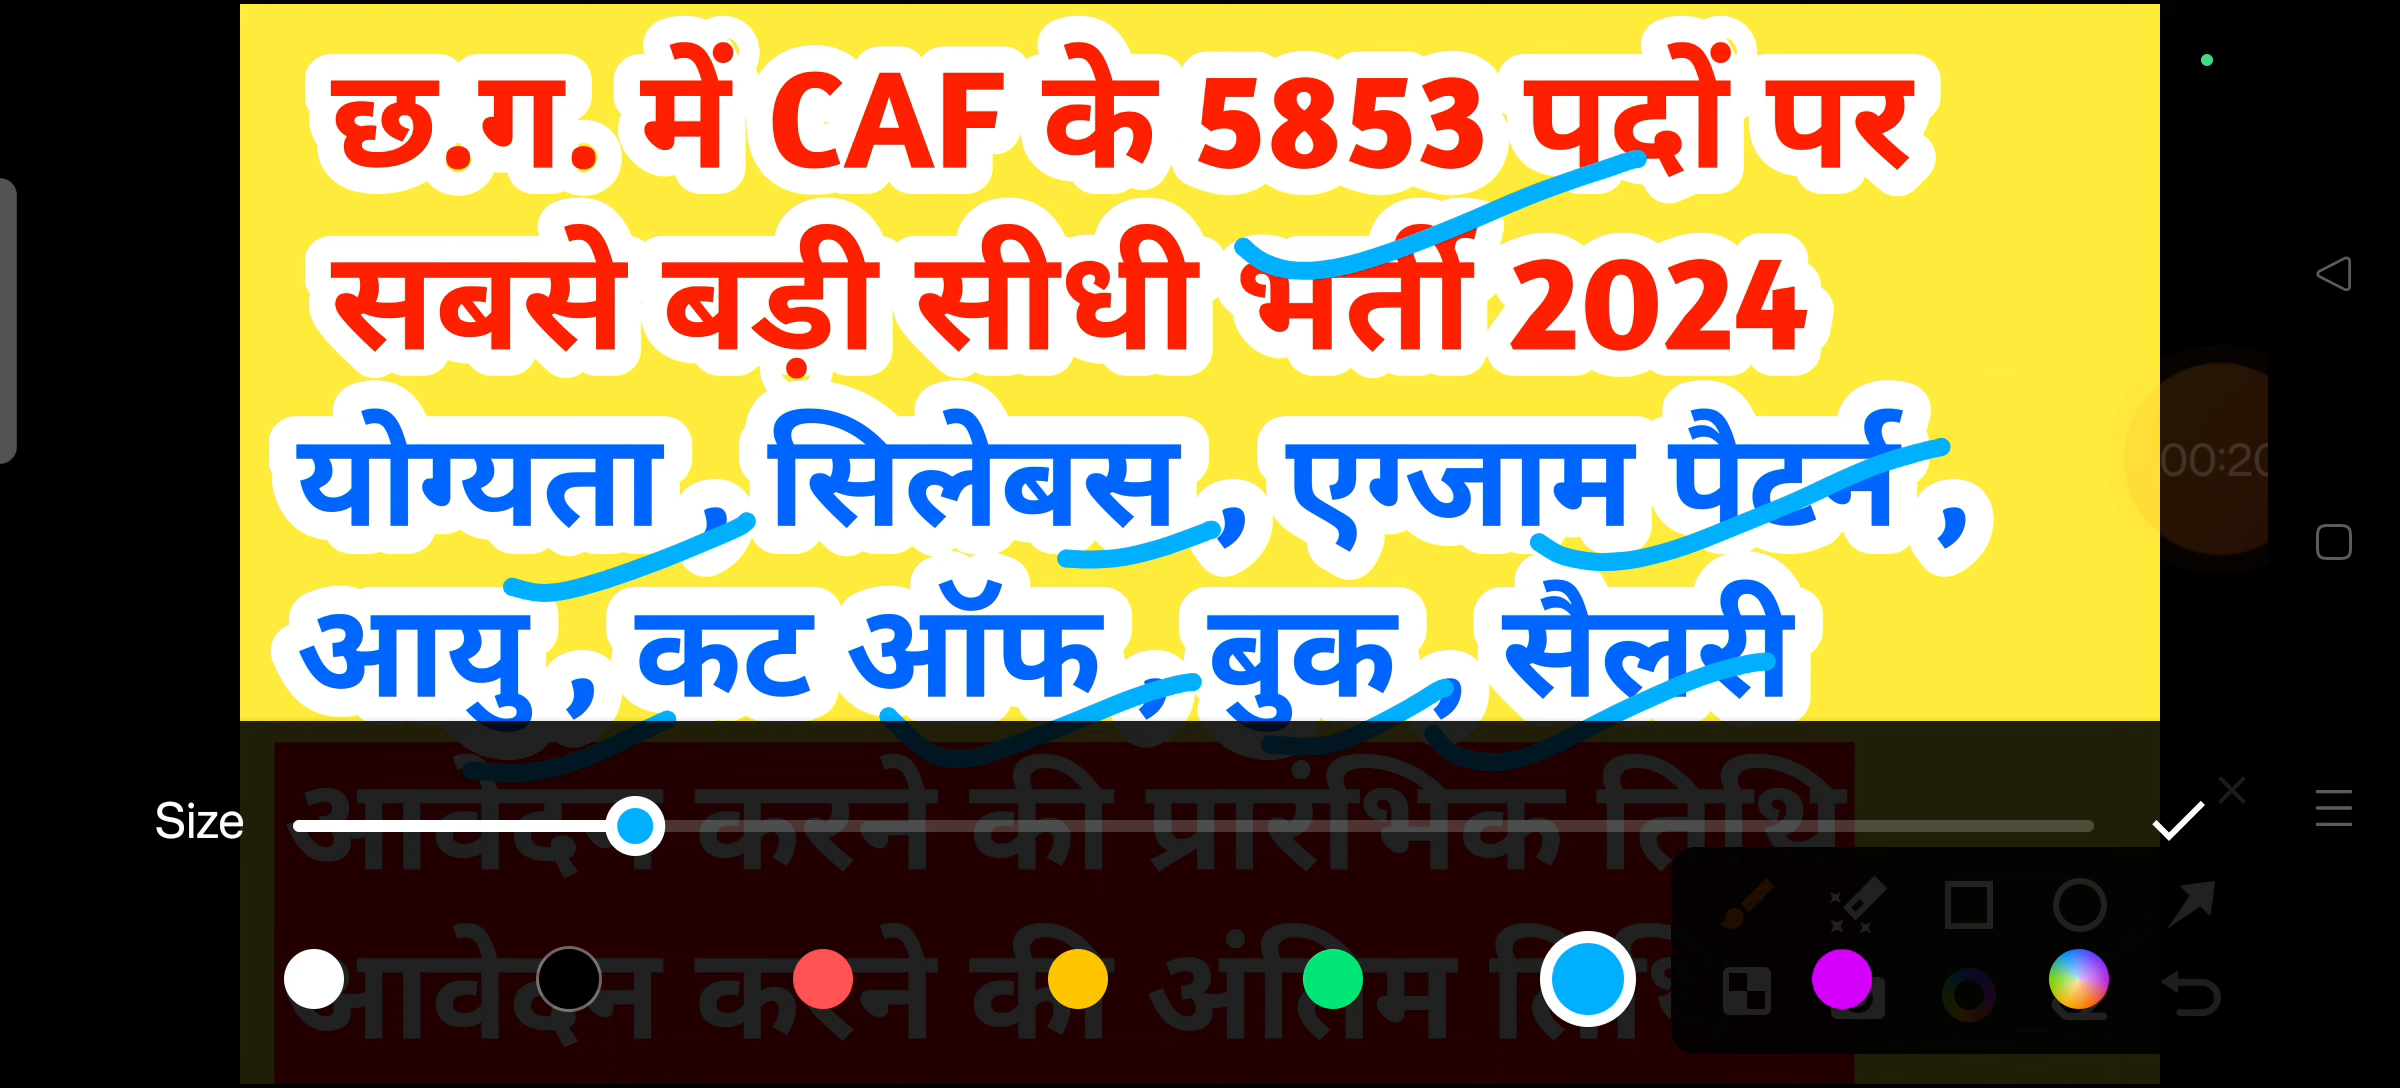 छ.ग. में CAF के 5853 पदों पर
सबसे बड़ी सीधी भर्ती 2024
योग्यता , सिलेबस , एग्जाम पैटर्न ,
आयु , कट ऑफ , बुक , सैलरी
आवेदन करने की प्रारंभिक तिथि
आवेदन करने की अंतिम तिथि
Size
00:20